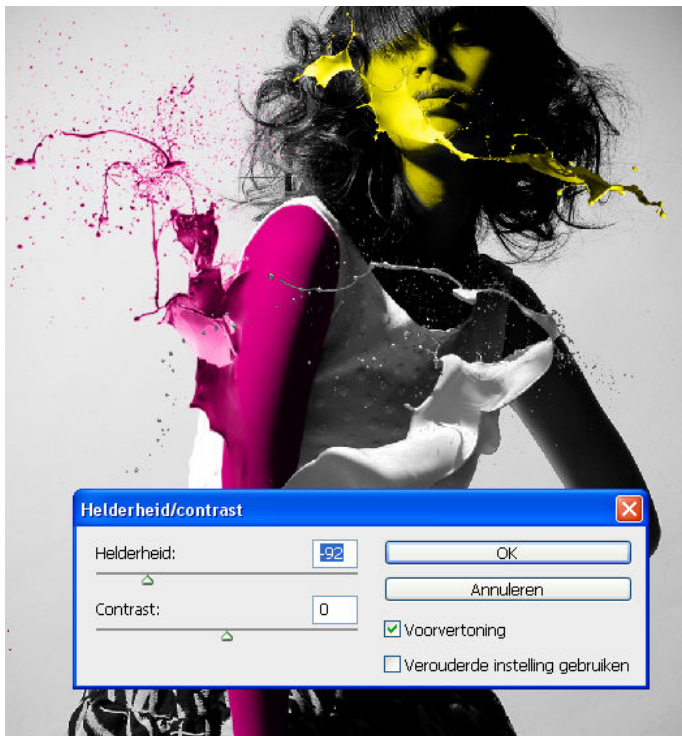 Helderheid/contrast
Helderheid: -92
Contrast: 0
OK
Annuleren
Voorvertoning
Verouderde instelling gebruiken